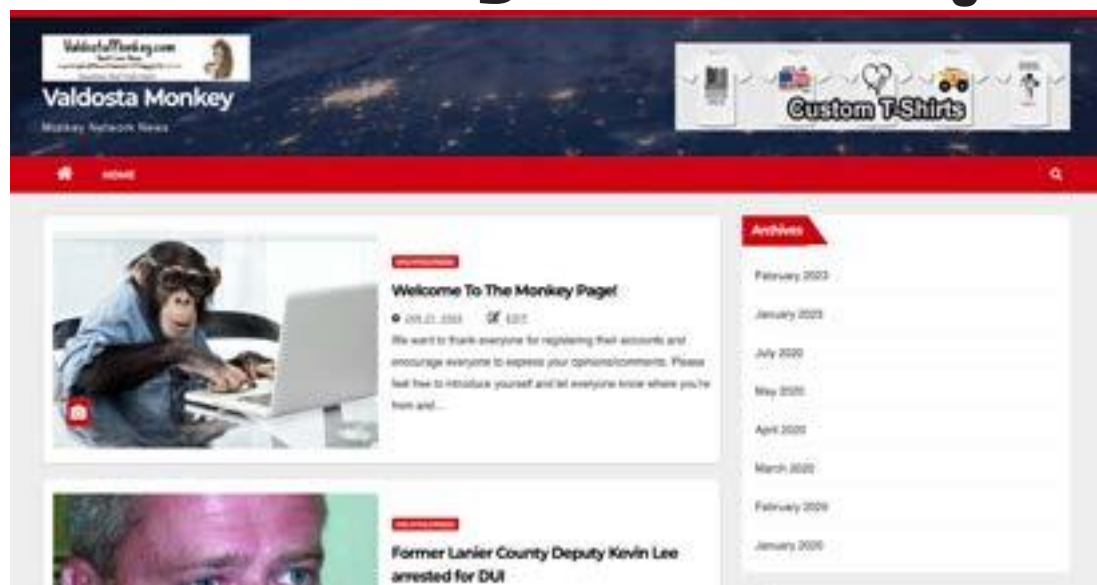 ValdostaMonkey.com
Valdosta Monkey
Monkey Network News
Custom T-Shirts
HOME
UNCATEGORIZED
Welcome To The Monkey Page!
EDIT
We want to thank everyone for registering their accounts and
encourage everyone to express your opinions/comments. Please
feel free to introduce yourself and let everyone know where you're
from and...
UNCATEGORIZED
Former Lanier County Deputy Kevin Lee
arrested for DUI
Archives
February 2023
January 2023
July 2020
May 2020
April 2020
March 2020
February 2020
January 2020